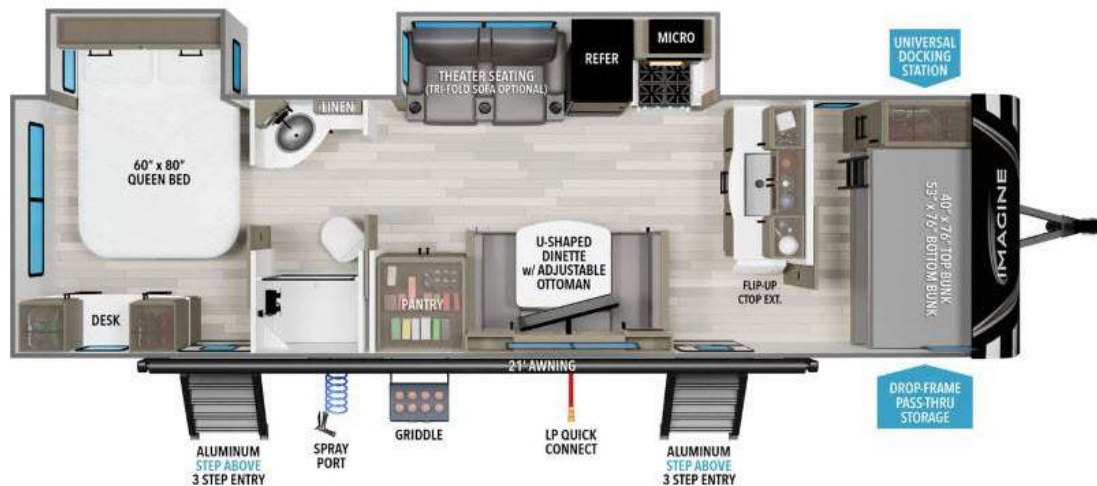 UNIVERSAL
DOCKING
STATION
MICRO
REFER
THEATER SEATING
(TRI-FOLD SOFA OPTIONAL)
LINEN
60" x 80"
QUEEN BED
40" x 76" TOP BUNK
53" x 76" BOTTOM BUNK
IMAGINE
U-SHAPED
DINETTE
w/ ADJUSTABLE
OTTOMAN
FLIP-UP
CTOP EXT.
PANTRY
DESK
21' AWNING
DROP-FRAME
PASS-THRU
STORAGE
ALUMINUM
STEP ABOVE
3 STEP ENTRY
SPRAY
PORT
GRIDDLE
LP QUICK
CONNECT
ALUMINUM
STEP ABOVE
3 STEP ENTRY